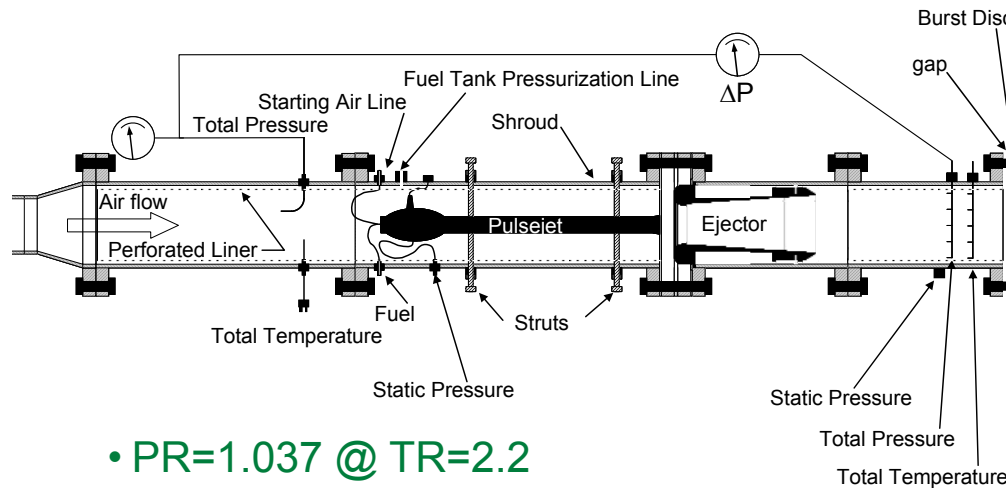 Burst Disc
gap
Fuel Tank Pressurization Line
ΔP
Starting Air Line
Total Pressure
Shroud
Air flow
Pulsejet
Ejector
Perforated Liner
Fuel
Struts
Total Temperature
Static Pressure
Static Pressure
Total Pressure
• PR=1.037 @ TR=2.2
Total Temperature